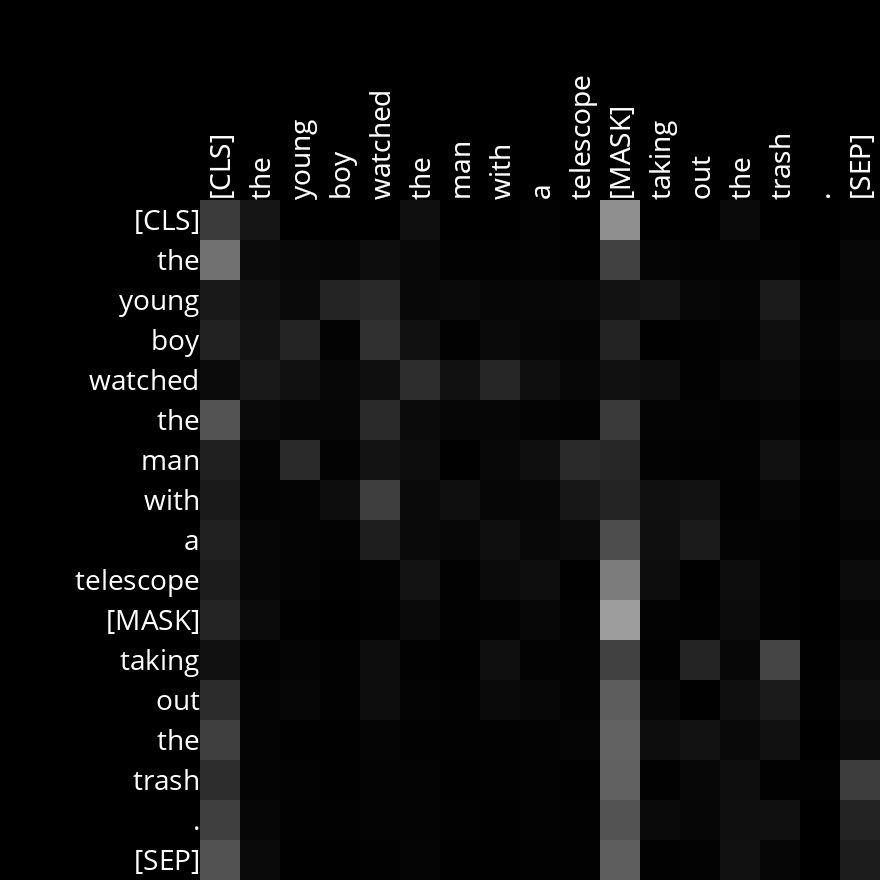 [CLS] the young boy watched the man with a telescope [MASK] taking out the trash . [SEP]
[CLS]
the
young
boy
watched
the
man
with
a
telescope
[MASK]
taking
out
the
trash
.
[SEP]